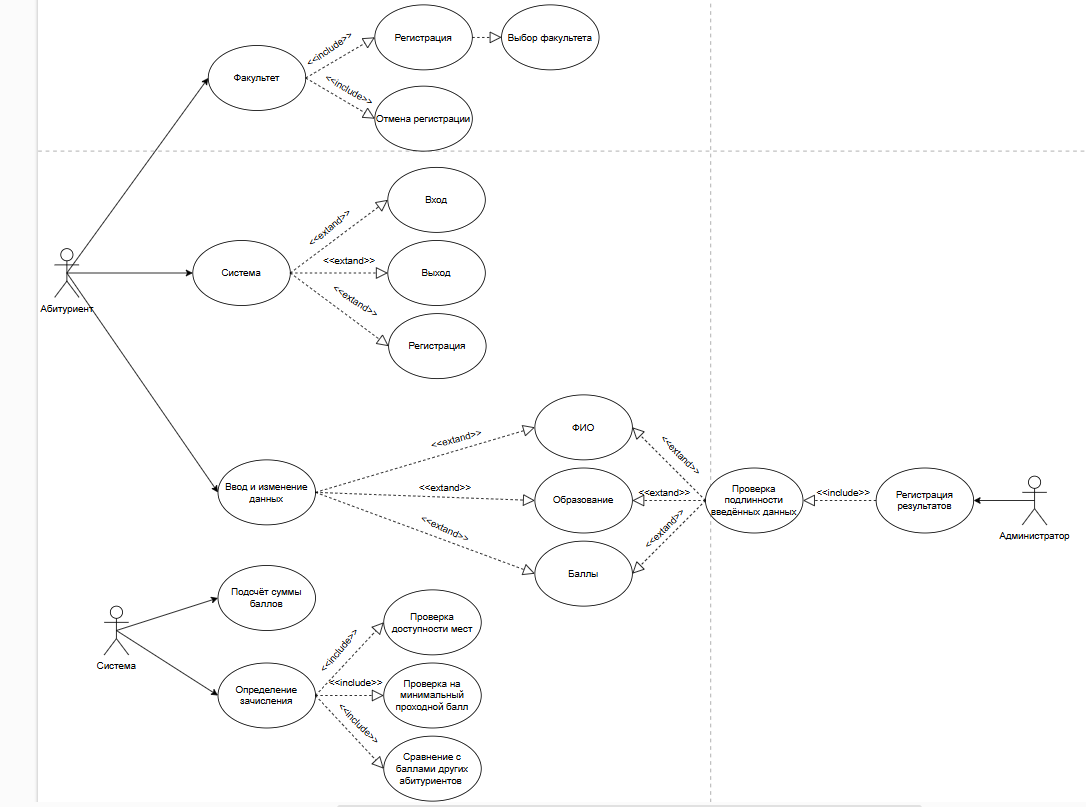 <<include>>
Регистрация
Выбор факультета
Факультет
<<include>>
Отмена регистрации
Абитуриент
Система
<<extand>>
Вход
<<extand>>
Выход
<<extand>>
Регистрация
Ввод и изменение
данных
<<extand>>
ФИО
<<extand>>
Образование
<<extand>>
Баллы
<<extand>>
<<extand>>
<<extand>>
Проверка
подлинности
введённых данных
<<include>>
Регистрация
результатов
Администратор
Система
Подсчёт суммы
баллов
Определение
зачисления
<<include>>
Проверка
доступности мест
<<include>>
Проверка на
минимальный
проходной балл
<<include>>
Сравнение с
баллами других
абитуриентов